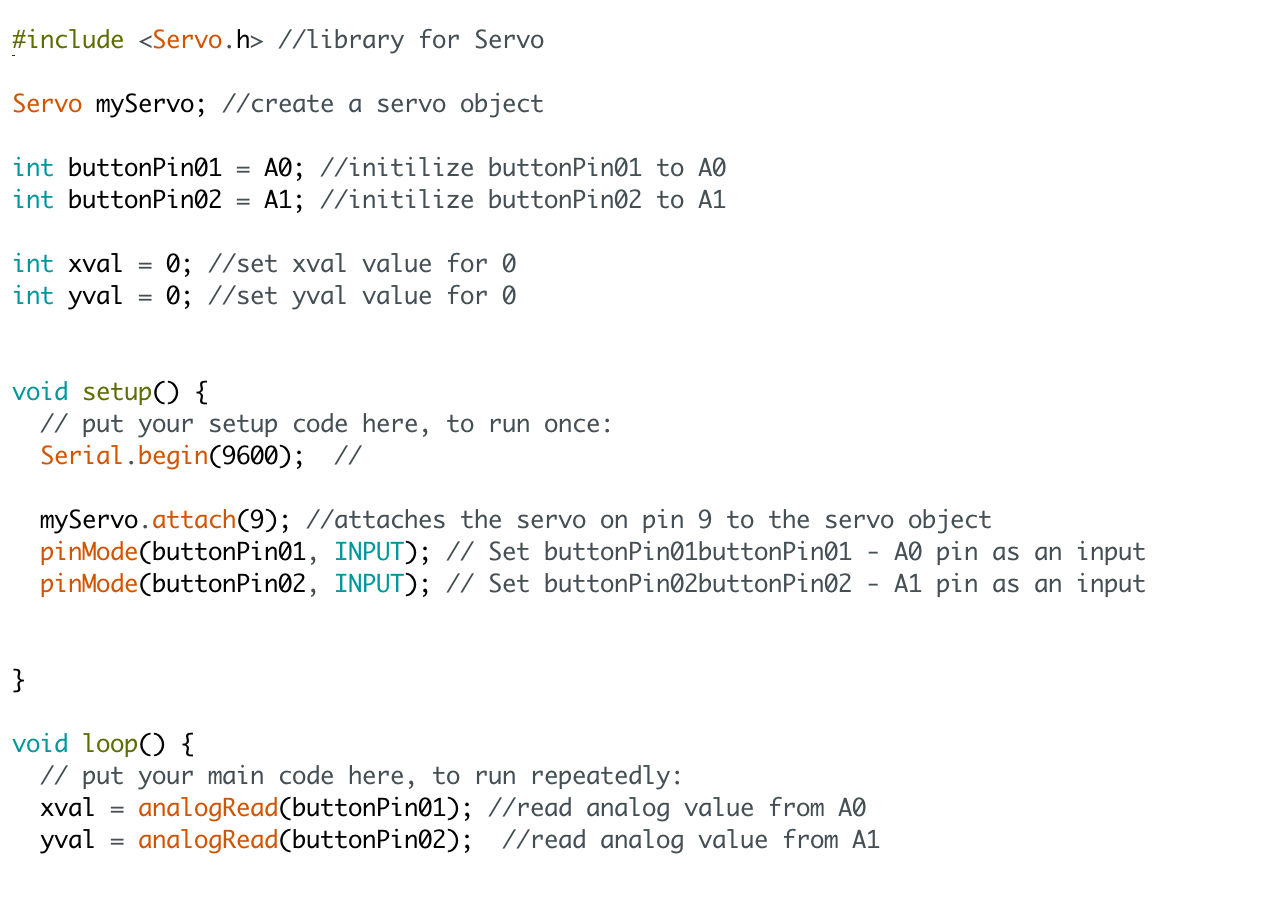 #include <Servo.h> //library for Servo
Servo myServo; //create a servo object
int buttonPin01 = A0; //initilize buttonPin01 to A0
int buttonPin02 = A1; //initilize buttonPin02 to A1
int xval = 0; //set xval value for 0
int yval = 0; //set yval value for 0
void setup() {
  // put your setup code here, to run once:
  Serial.begin(9600);  //
  myServo.attach(9); //attaches the servo on pin 9 to the servo object
  pinMode(buttonPin01, INPUT); // Set buttonPin01buttonPin01 - A0 pin as an input
  pinMode(buttonPin02, INPUT); // Set buttonPin02buttonPin02 - A1 pin as an input
}
void loop() {
  // put your main code here, to run repeatedly:
  xval = analogRead(buttonPin01); //read analog value from A0
  yval = analogRead(buttonPin02);  //read analog value from A1